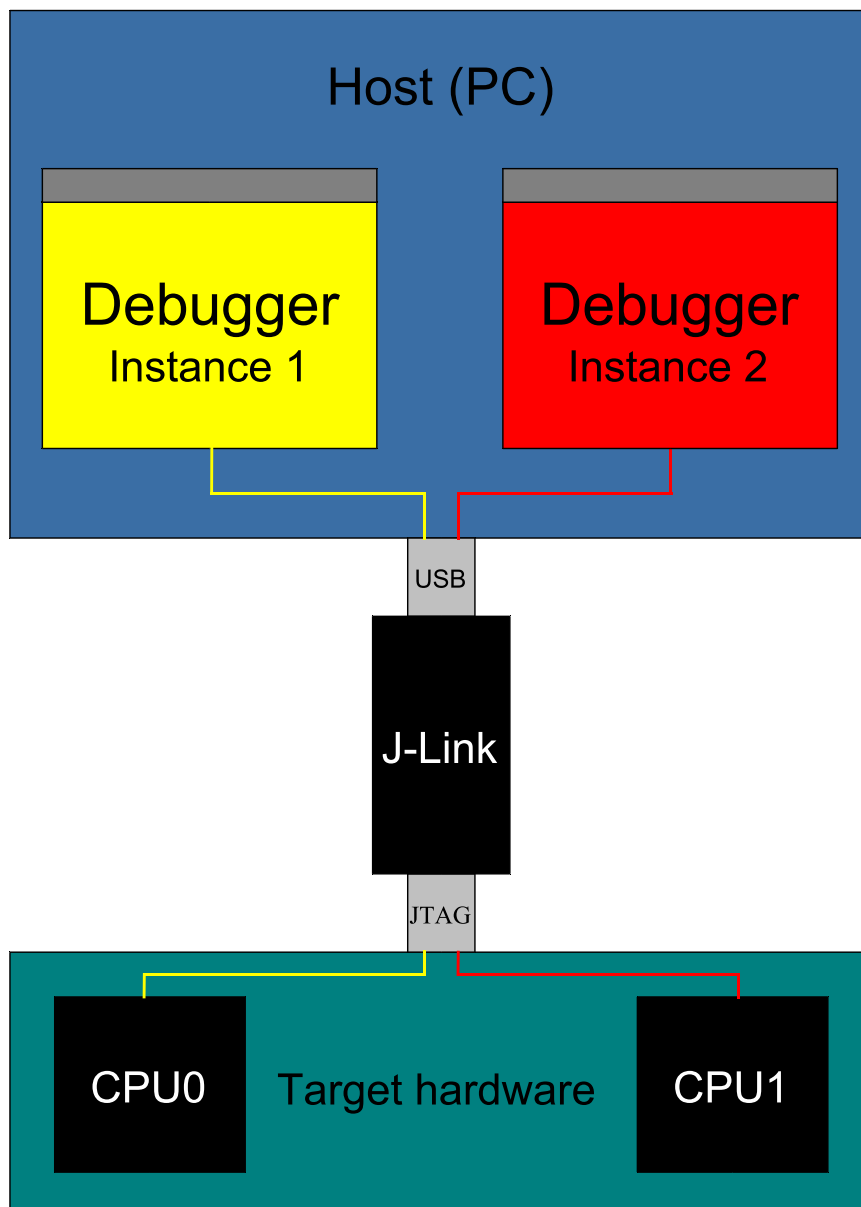 Host (PC)
Debugger
Instance 1
Debugger
Instance 2
USB
J-Link
JTAG
CPU0
Target hardware
CPU1